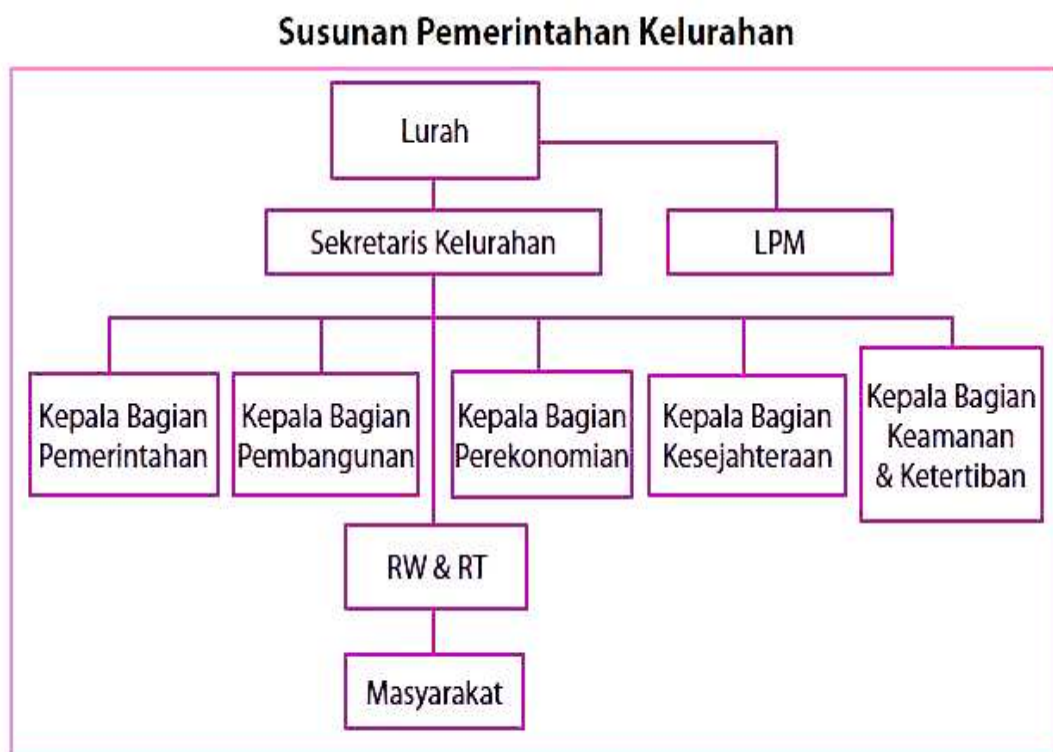 Susunan Pemerintahan Kelurahan
Lurah
Sekretaris Kelurahan
LPM
Kepala Bagian
Pemerintahan
Kepala Bagian
Pembangunan
Kepala Bagian
Perekonomian
Kepala Bagian
Kesejahteraan
Kepala Bagian
Keamanan
& Ketertiban
RW & RT
Masyarakat